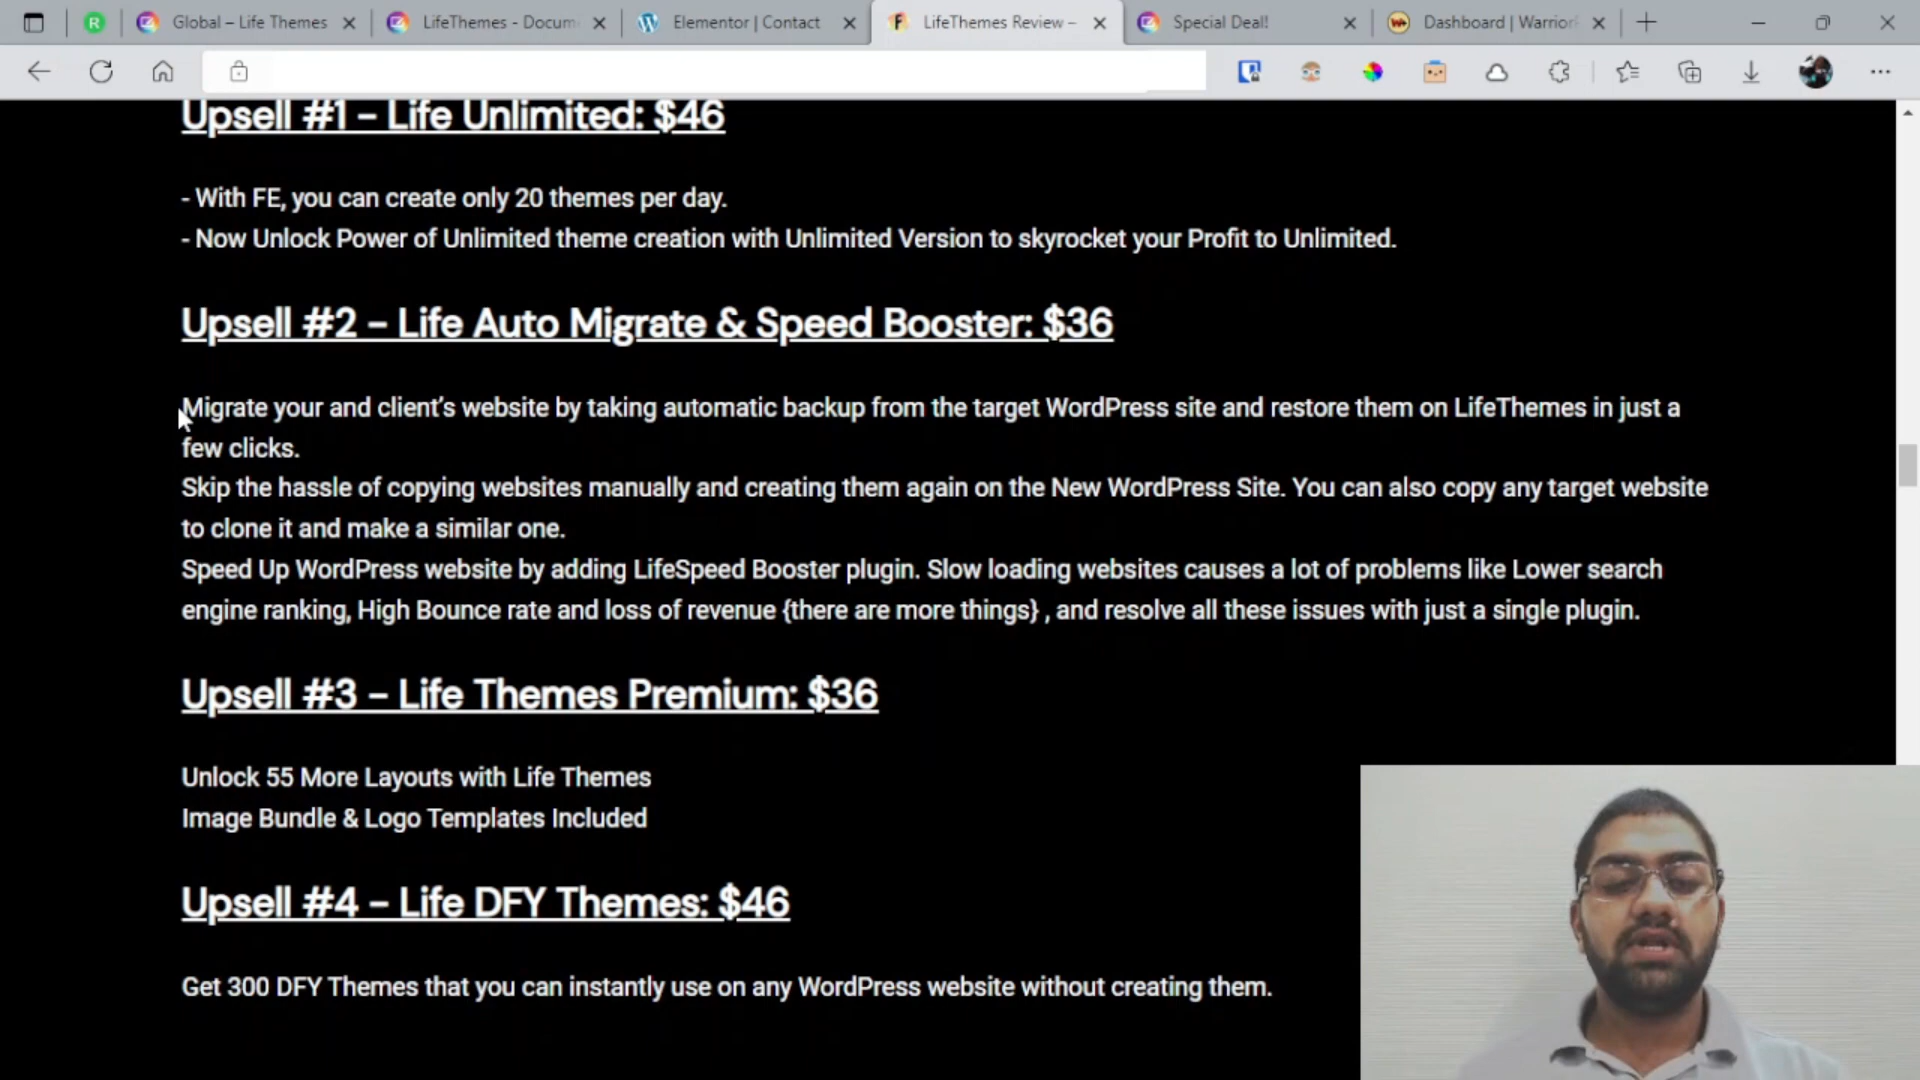 Global – Life Themes
LifeThemes - Docum
Elementor | Contact
LifeThemes Review –
Special Deal!
Dashboard | Warrior
Upsell #1 – Life Unlimited: $46
- With FE, you can create only 20 themes per day.
- Now Unlock Power of Unlimited theme creation with Unlimited Version to skyrocket your Profit to Unlimited.
Upsell #2 – Life Auto Migrate & Speed Booster: $36
Migrate your and client’s website by taking automatic backup from the target WordPress site and restore them on LifeThemes in just a
few clicks.
Skip the hassle of copying websites manually and creating them again on the New WordPress Site. You can also copy any target website
to clone it and make a similar one.
Speed Up WordPress website by adding LifeSpeed Booster plugin. Slow loading websites causes a lot of problems like Lower search
engine ranking, High Bounce rate and loss of revenue {there are more things} , and resolve all these issues with just a single plugin.
Upsell #3 – Life Themes Premium: $36
Unlock 55 More Layouts with Life Themes
Image Bundle & Logo Templates Included
Upsell #4 – Life DFY Themes: $46
Get 300 DFY Themes that you can instantly use on any WordPress website without creating them.